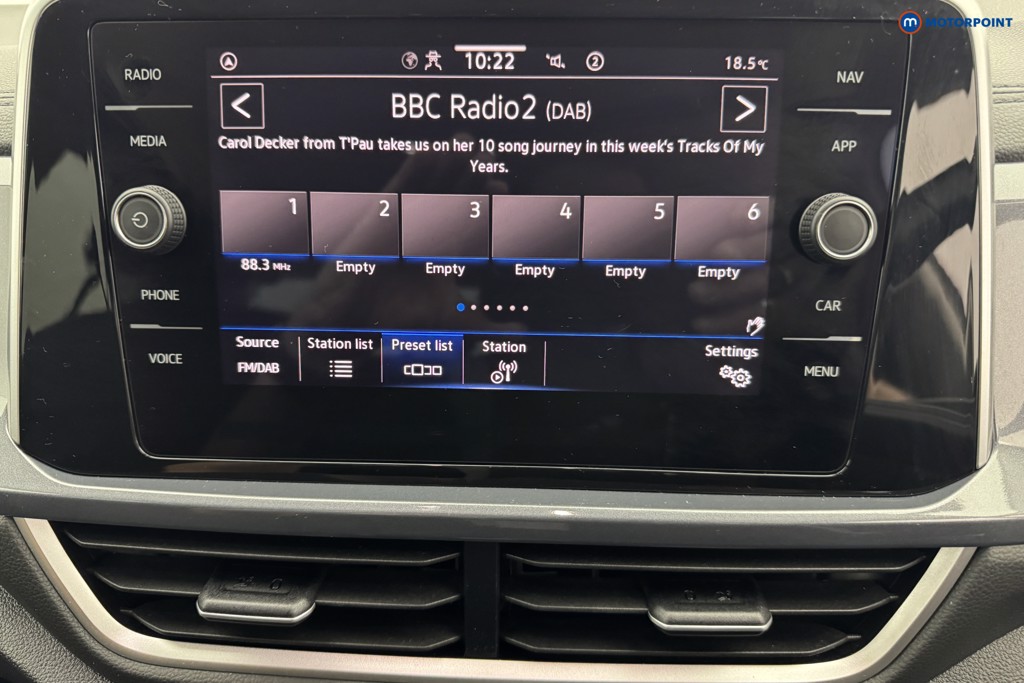 m MOTORPOINT
RADIO
MEDIA
PHONE
VOICE
10:22
2
18.5°C
< BBC Radio2 (DAB) >
Carol Decker from T'Pau takes us on her 10 song journey in this week's Tracks Of My
Years.
1 2 3 4 5 6
88.3 MHz Empty Empty Empty Empty Empty
Source Station list Preset list Station Settings
FM/DAB
NAV
APP
CAR
MENU